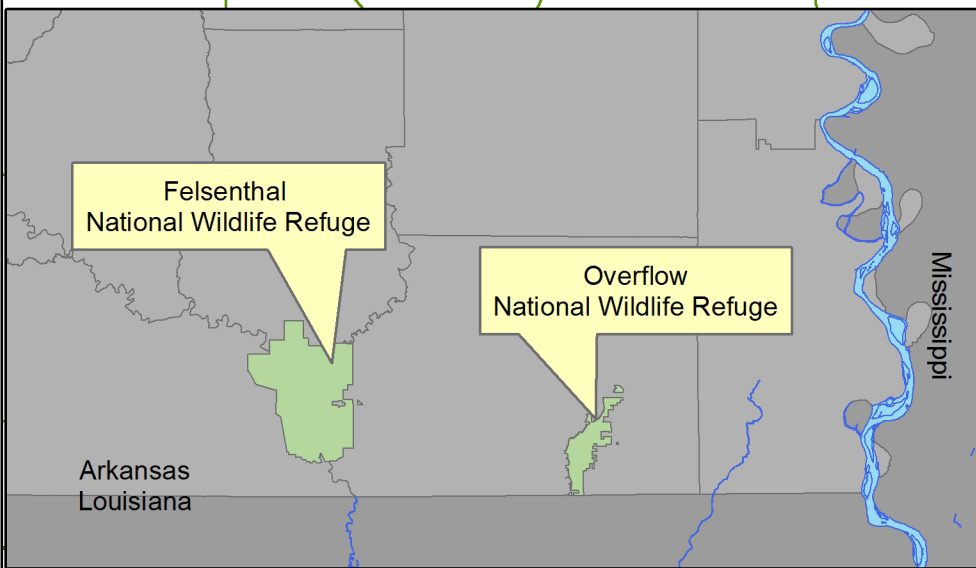 Felsenthal
National Wildlife Refuge
Overflow
National Wildlife Refuge
Mississippi
Arkansas
Louisiana